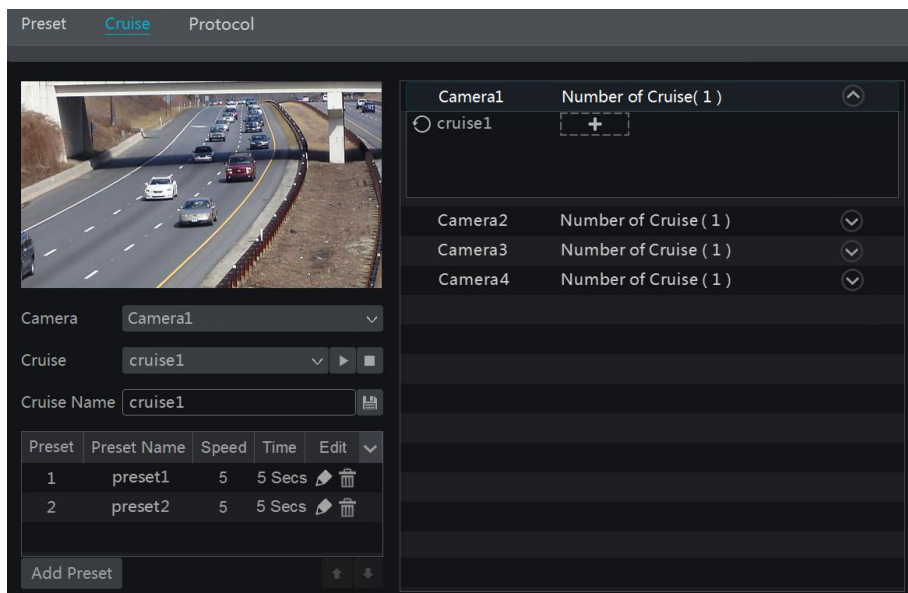 Preset Cruise Protocol
Camera1 Number of Cruise( 1 )
cruise1
Camera2 Number of Cruise ( 1 )
Camera3 Number of Cruise ( 1 )
Camera4 Number of Cruise ( 1 )
Camera Camera1
Cruise cruise1
Cruise Name cruise1
Preset Preset Name Speed Time Edit
1 preset1 5 5 Secs
2 preset2 5 5 Secs
Add Preset